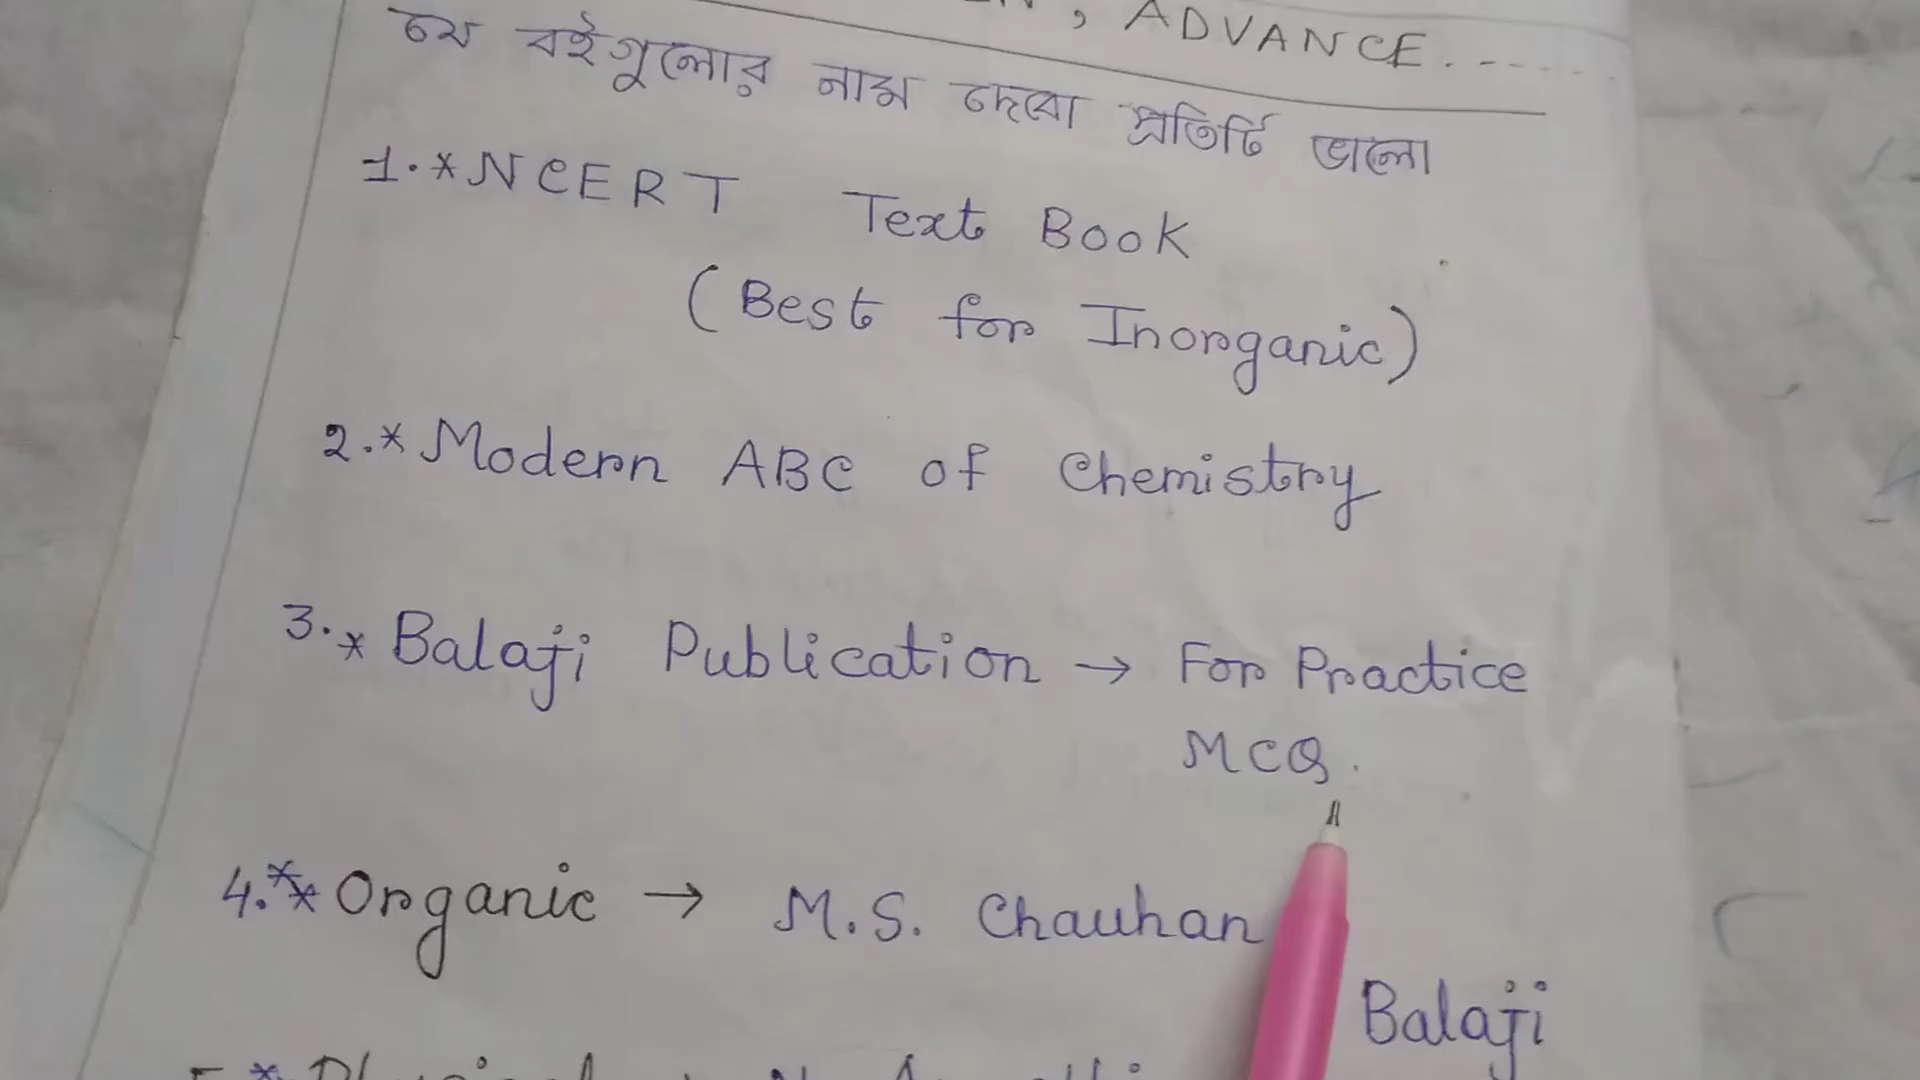 , ADVANCE.-----
যে বইগুলোর নাম দেবো প্রতিটি ভালো
1.*NCERT Text Book
(Best for Inorganic)
2.*Modern ABC of Chemistry
3.* Balaji Publication → For Practice
MCQ.
4.** Organic → M.S. Chauhan
Balaji